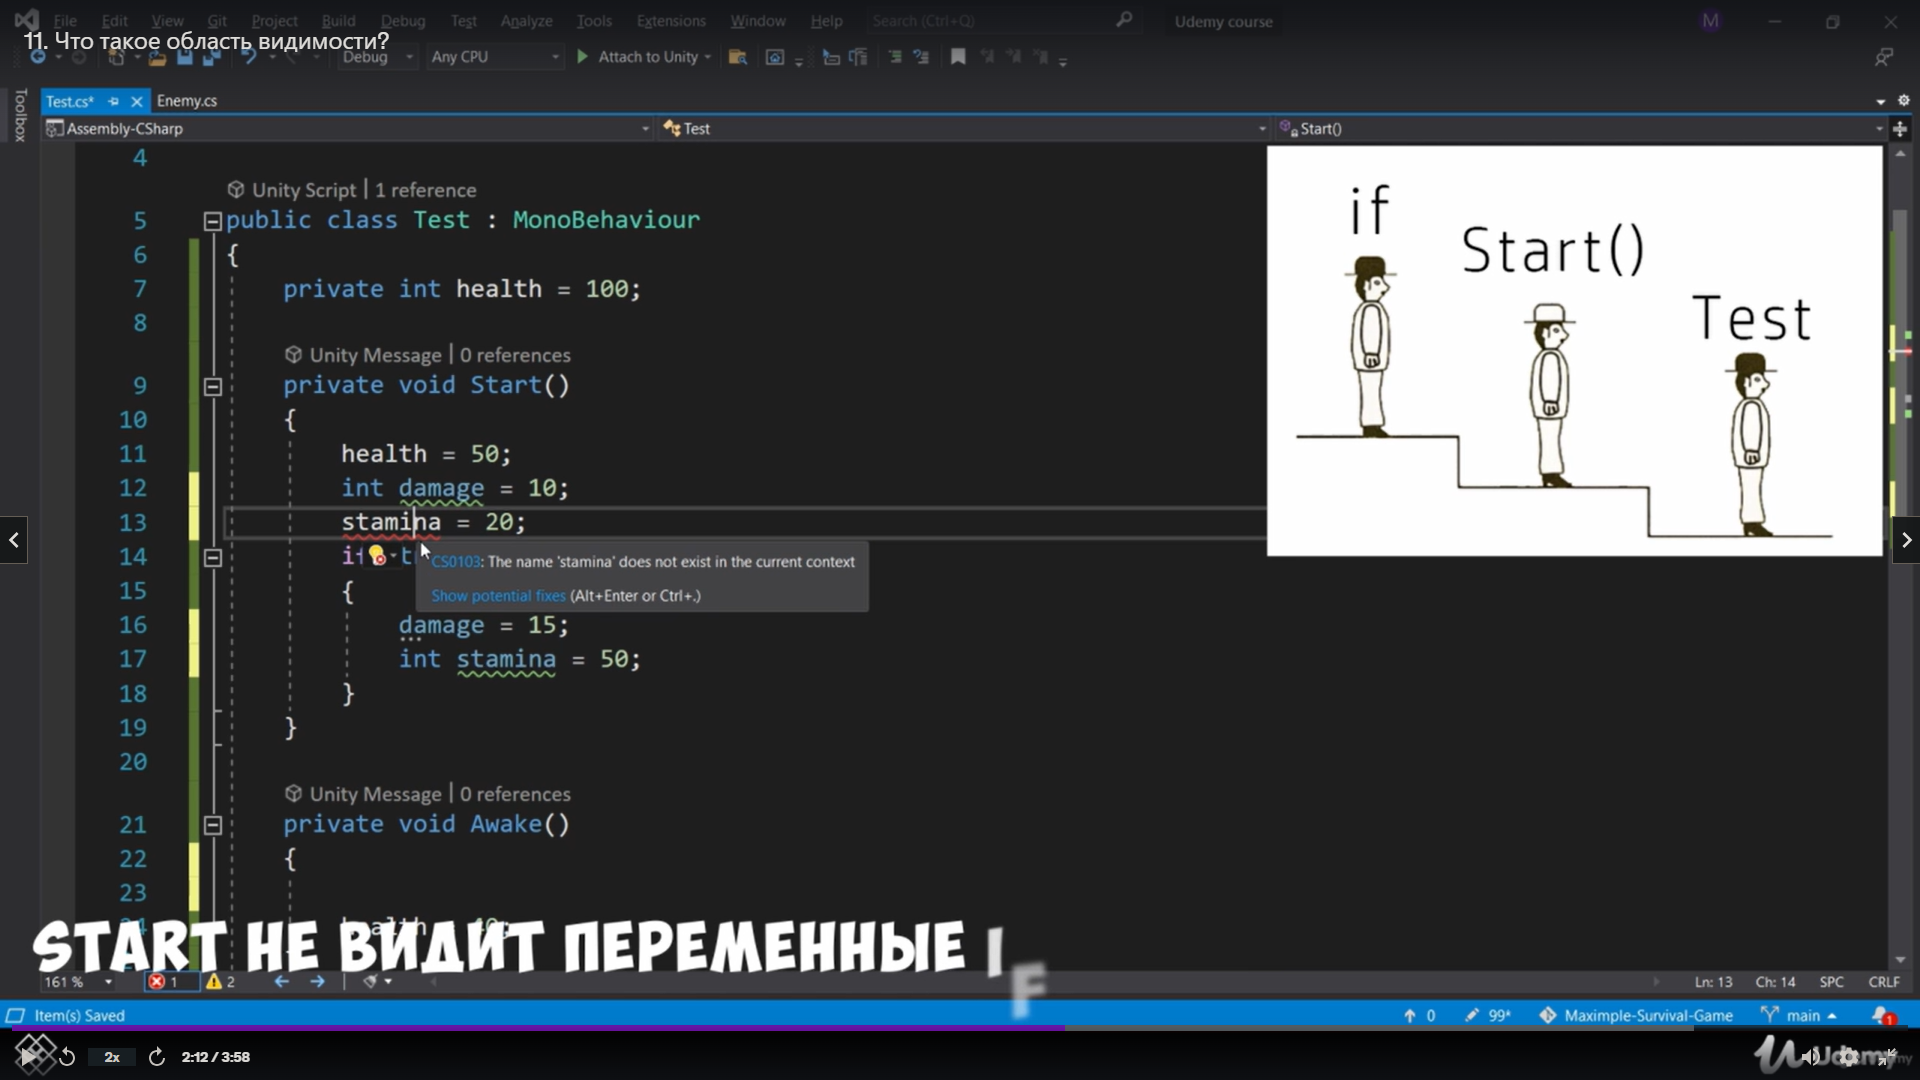 File Edit View Git Project Build Debug Test Analyze Tools Extensions Window Help Search (Ctrl+Q) Udemy course M
11. Что такое область видимости?
Debug Any CPU Attach to Unity
Toolbox
Test.cs* Enemy.cs
Assembly-CSharp Test Start()
4
Unity Script | 1 reference
5 public class Test : MonoBehaviour
6 {
7 private int health = 100;
8
Unity Message | 0 references
9 private void Start()
10 {
11 health = 50;
12 int damage = 10;
13 stamina = 20;
14 if
CS0103: The name 'stamina' does not exist in the current context
Show potential fixes (Alt+Enter or Ctrl+.)
15 {
16 damage = 15;
17 int stamina = 50;
18 }
19 }
20
Unity Message | 0 references
21 private void Awake()
22 {
23
if
Start()
Test
START НЕ ВИДИТ ПЕРЕМЕННЫЕ IF
161 % 1 2 Ln: 13 Ch: 14 SPC CRLF
Item(s) Saved 0 99* Maximple-Survival-Game main 1
2x 2:12 / 3:58 Udemy